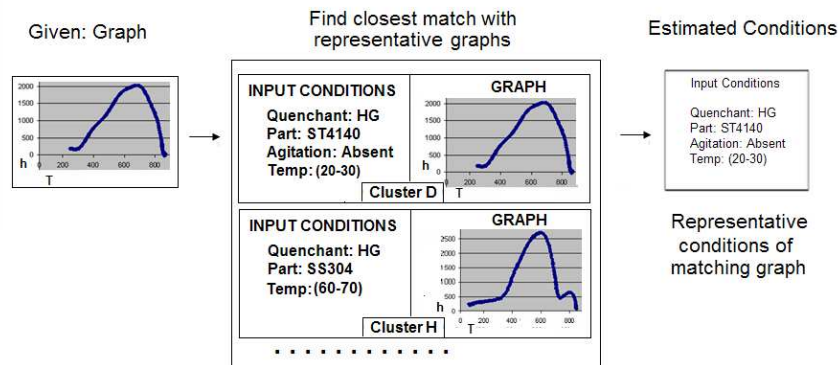 Given: Graph
Find closest match with
representative graphs
Estimated Conditions
2000
1500
1000
500
0
h
0 200 400 600 800
T
INPUT CONDITIONS
Quenchant: HG
Part: ST4140
Agitation: Absent
Temp: (20-30)
Cluster D
GRAPH
2000
1500
1000
500
0
h
0 200 400 600 800
T
INPUT CONDITIONS
Quenchant: HG
Part: SS304
Temp: (60-70)
Cluster H
GRAPH
2500
2000
1500
1000
500
0
h
0 200 400 600 800
T
Input Conditions
Quenchant: HG
Part: ST4140
Agitation: Absent
Temp: (20-30)
Representative
conditions of
matching graph
. . . . . . . . . . . .